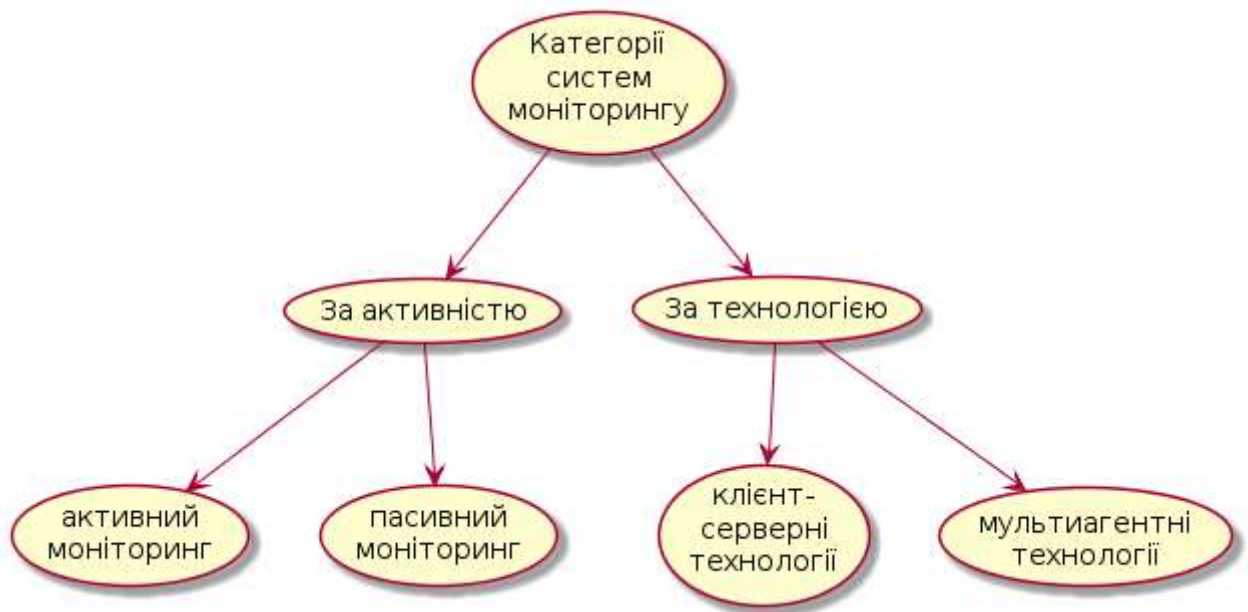 Категорії
систем
моніторингу
За активністю
За технологією
активний
моніторинг
пасивний
моніторинг
клієнт-
серверні
технології
мультиагентні
технології